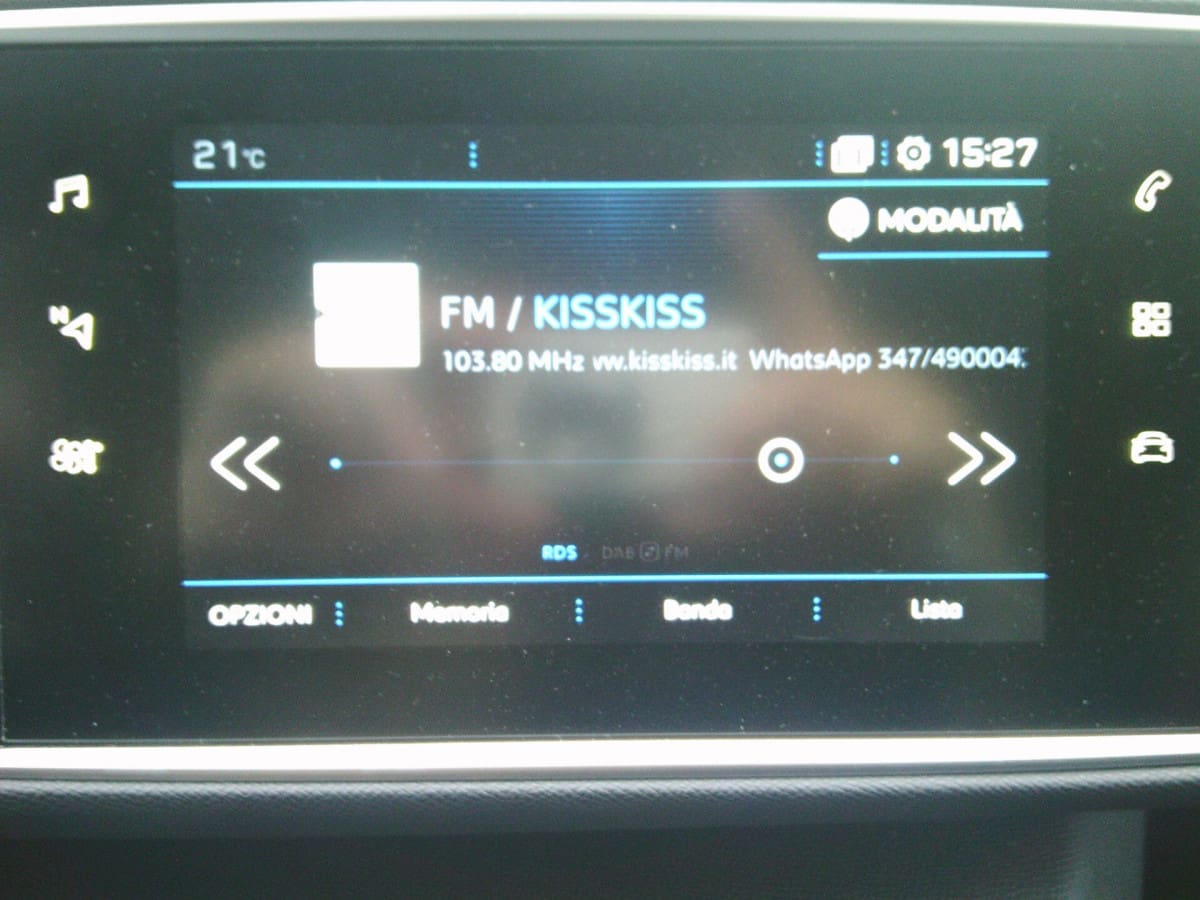 21°C
15:27
MODALITÀ
FM / KISSKISS
103.80 MHz vw.kisskiss.it WhatsApp 347/490004
N
RDS DAB FM
OPZIONI Memoria Banda Lista